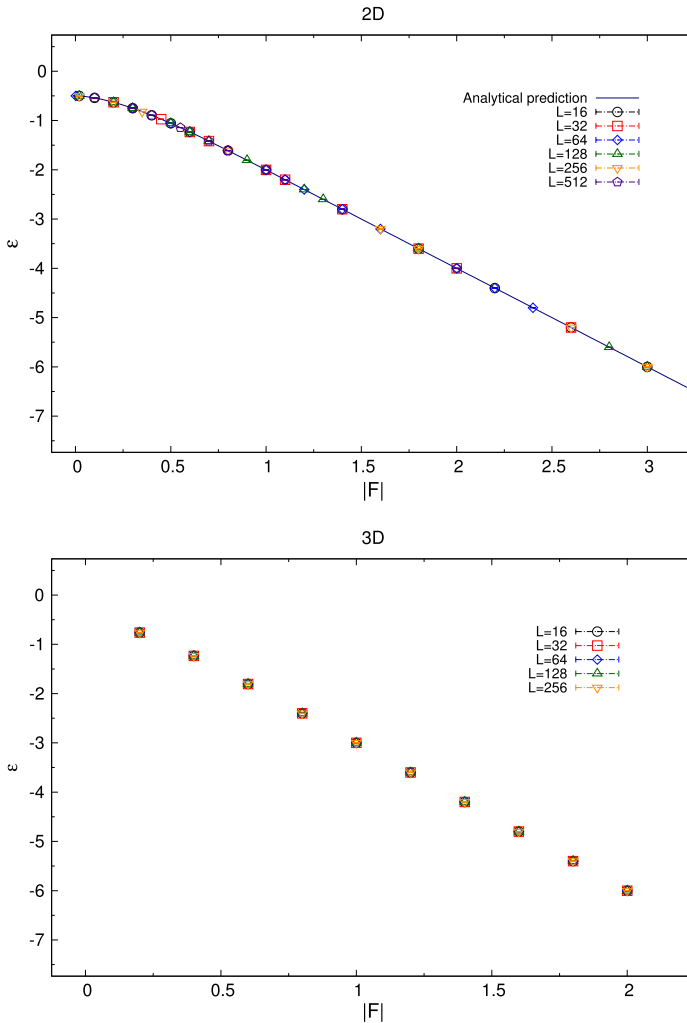 2D
0
-1
-2
-3
-4
-5
-6
-7
ε
Analytical prediction
L=16
L=32
L=64
L=128
L=256
L=512
0 0.5 1 1.5 2 2.5 3
|F|
3D
0
-1
-2
-3
-4
-5
-6
-7
ε
L=16
L=32
L=64
L=128
L=256
0 0.5 1 1.5 2
|F|